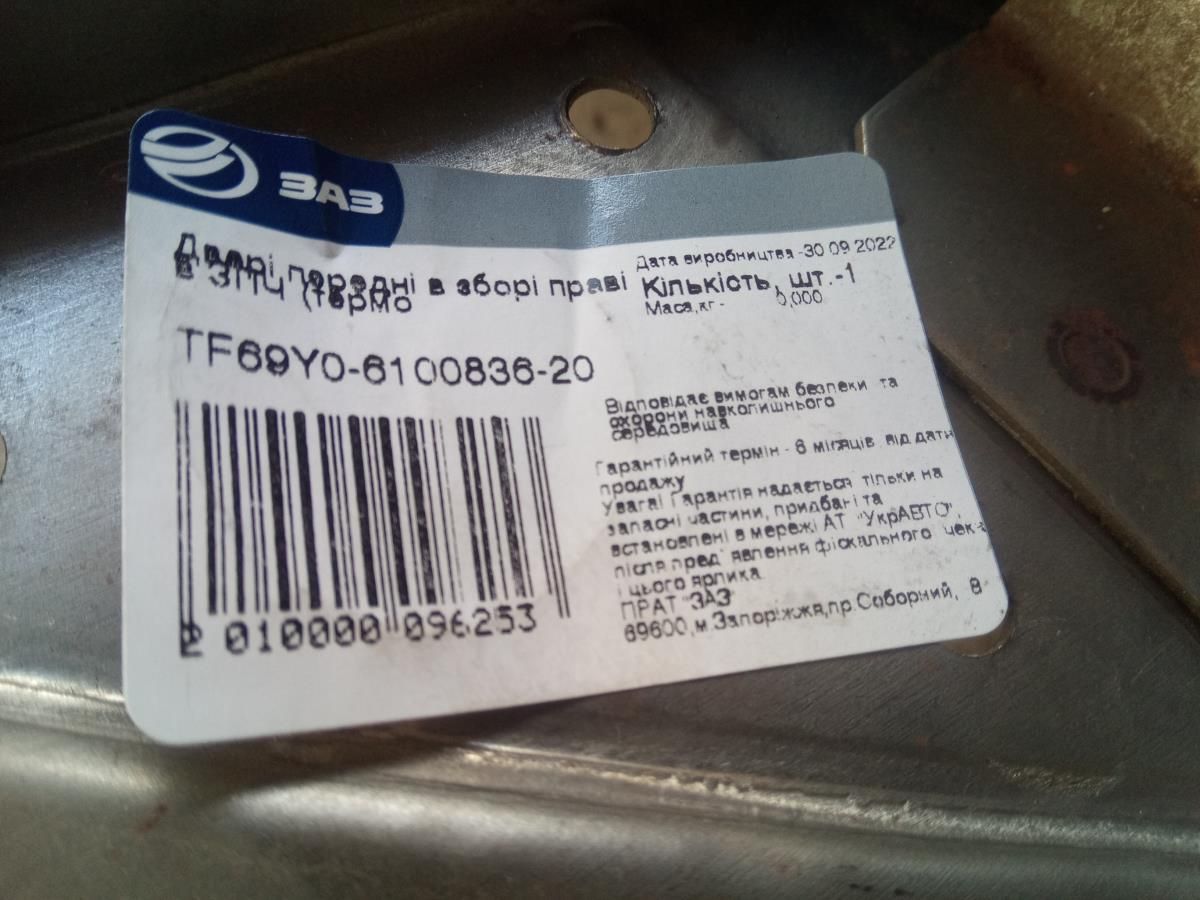 ЗАЗ
Двері передні в зборі праві
в ЗПЧ (термо
TF69Y0-6100836-20
2 010000 096253
Дата виробництва -30 09 2022
Кількість, шт.-1
Маса,кг - 0,000
Відповідає вимогам безпеки та
охорони навколишнього
середовища
Гарантійний термін - 6 місяців від дати
продажу
Увага! Гарантія надається тільки на
запасні частини, придбані та
встановлені в мережі АТ "УкрАВТО",
після пред'явлення фіскального чека
і цього ярлика.
ПРАТ "ЗАЗ"
69600,м.Запоріжжя,пр.Соборний, 8